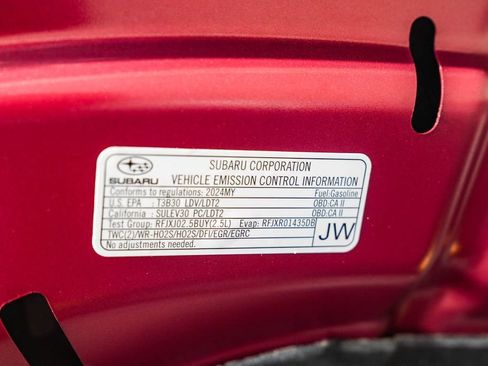 SUBARU CORPORATION
SUBARU VEHICLE EMISSION CONTROL INFORMATION
Conforms to regulations: 2024MY Fuel:Gasoline
U.S. EPA : T3B30 LDV/LDT2 OBD:CA II
California : SULEV30 PC/LDT2 OBD:CA II
Test Group: RFJXJ02.5BUY(2.5L) Evap: RFJXR01435DB
TWC(2)/WR-HO2S/HO2S/DFI/EGR/EGRC JW
No adjustments needed.